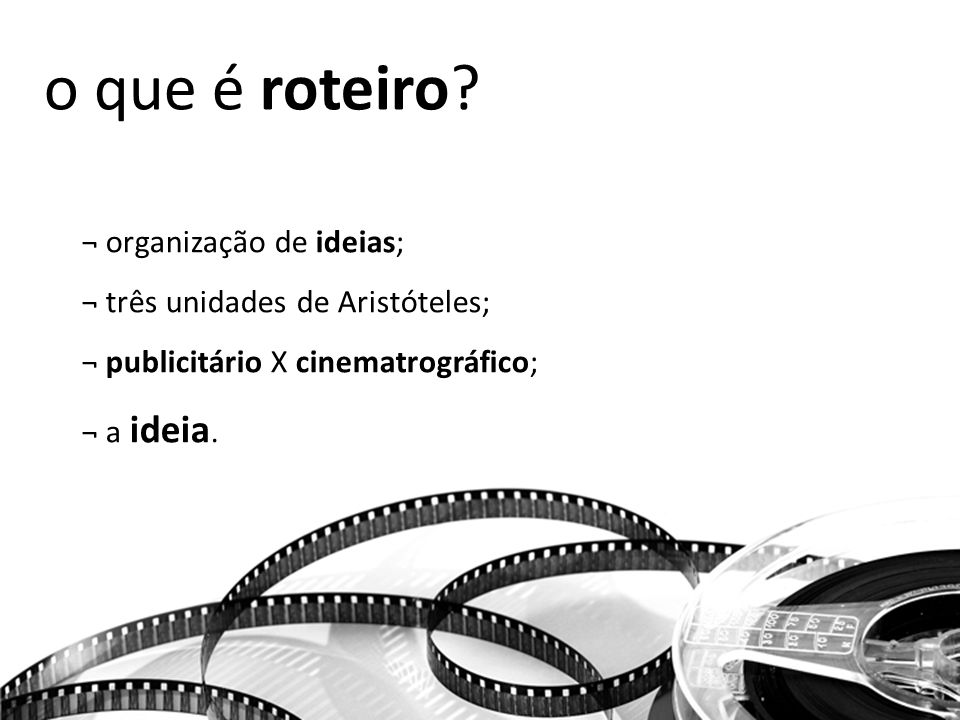 o que é roteiro?
¬ organização de ideias;
¬ três unidades de Aristóteles;
¬ publicitário X cinematrográfico;
¬ a ideia.